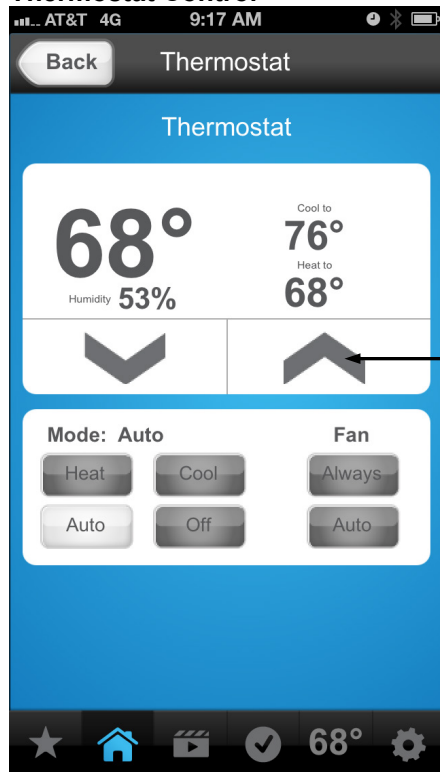 Thermostat Control
AT&T 4G 9:17 AM
Back Thermostat
Thermostat
68°
Humidity 53%
Cool to
76°
Heat to
68°
Mode: Auto
Fan
Heat Cool Always
Auto Off Auto
68°